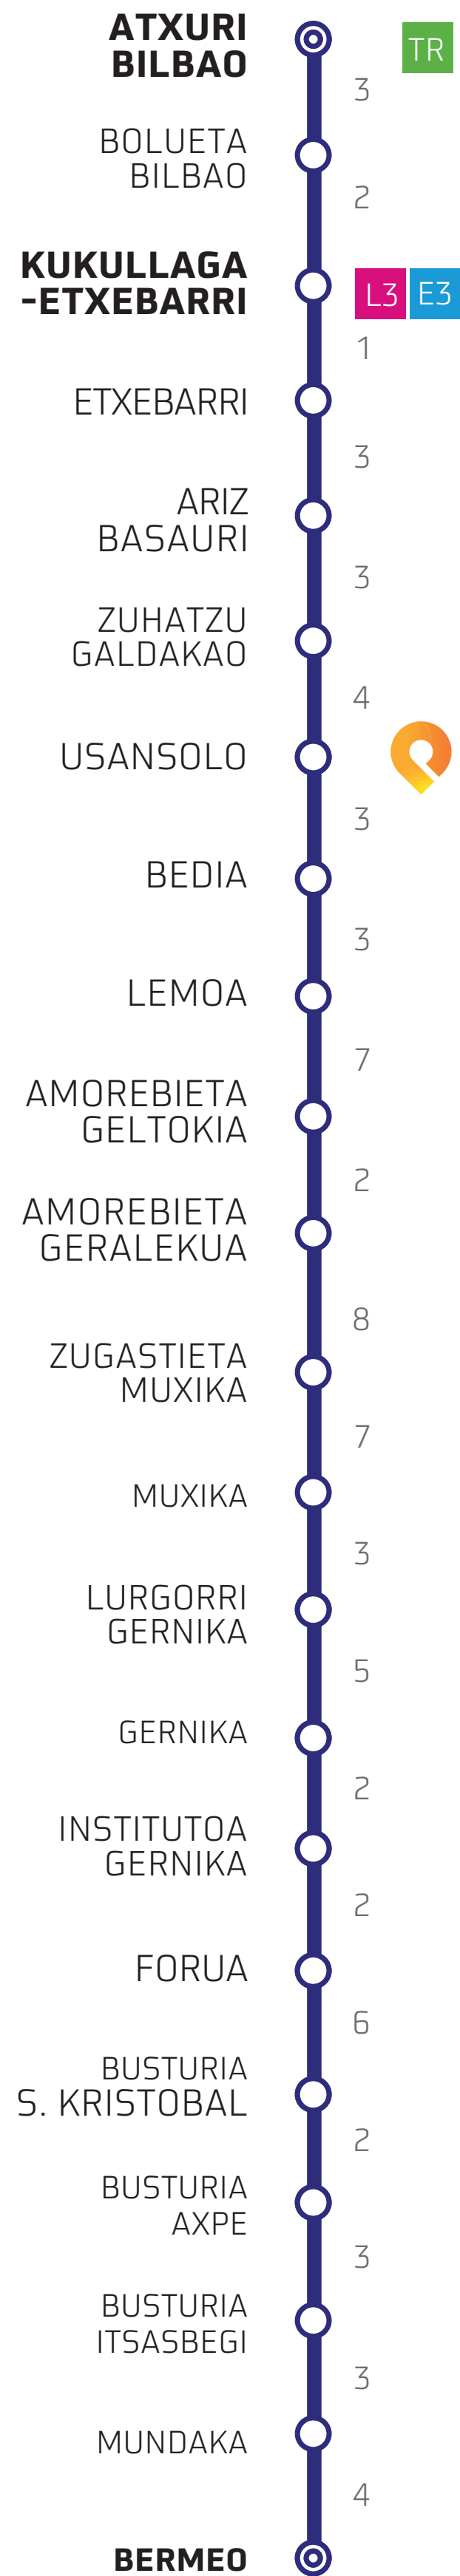 ATXURI
BILBAO
TR
3
BOLUETA
BILBAO
2
KUKULLAGA
-ETXEBARRI
L3 E3
1
ETXEBARRI
3
ARIZ
BASAURI
3
ZUHATZU
GALDAKAO
4
USANSOLO
3
BEDIA
3
LEMOA
7
AMOREBIETA
GELTOKIA
2
AMOREBIETA
GERALEKUA
8
ZUGASTIETA
MUXIKA
7
MUXIKA
3
LURGORRI
GERNIKA
5
GERNIKA
2
INSTITUTOA
GERNIKA
2
FORUA
6
BUSTURIA
S. KRISTOBAL
2
BUSTURIA
AXPE
3
BUSTURIA
ITSASBEGI
3
MUNDAKA
4
BERMEO